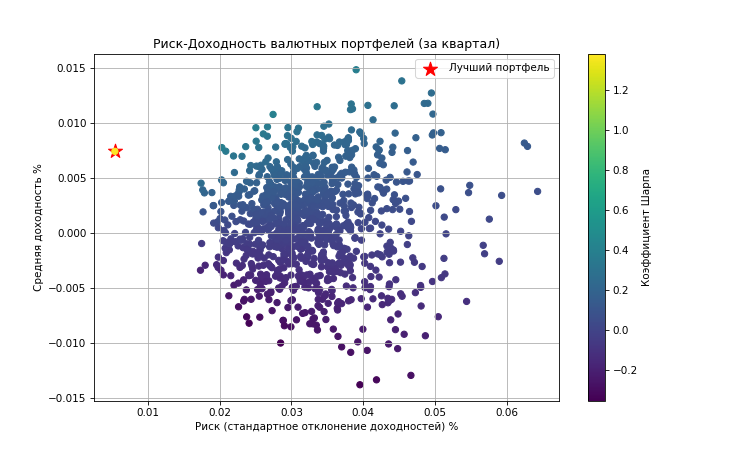 Риск-Доходность валютных портфелей (за квартал)
Лучший портфель
0.015
0.010
0.005
0.000
−0.005
−0.010
−0.015
Средняя доходность %
0.01 0.02 0.03 0.04 0.05 0.06
Риск (стандартное отклонение доходностей) %
1.2
1.0
0.8
0.6
0.4
0.2
0.0
−0.2
Коэффициент Шарпа